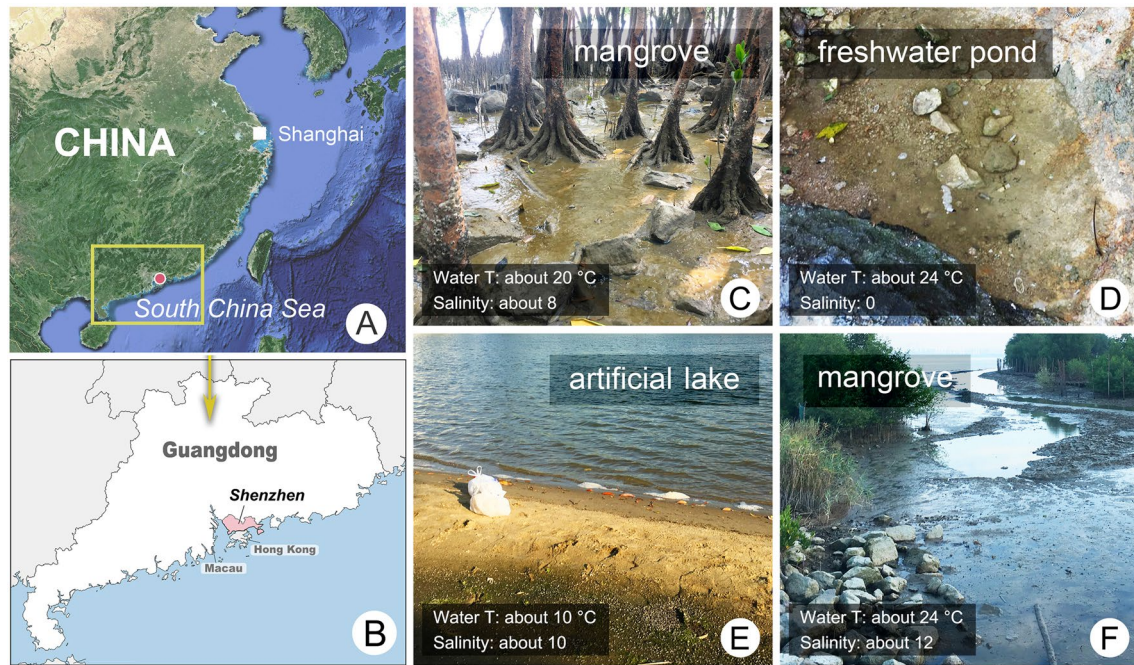 CHINA
Shanghai
South China Sea
A
Guangdong
Shenzhen
Hong Kong
Macau
B
mangrove
Water T: about 20 °C
Salinity: about 8
C
freshwater pond
Water T: about 24 °C
Salinity: 0
D
artificial lake
Water T: about 10 °C
Salinity: about 10
E
mangrove
Water T: about 24 °C
Salinity: about 12
F